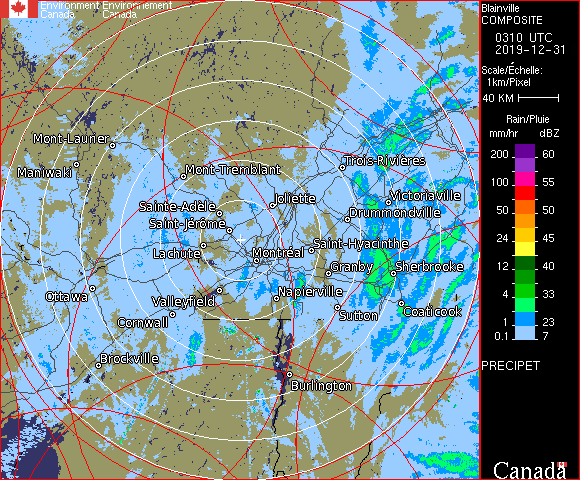 Environment Environnement
Canada Canada
Blainville
COMPOSITE
0310 UTC
2019-12-31
Scale/Échelle:
1km/Pixel
40 KM
Rain/Pluie
mm/hr dBZ
200 60
100 55
50 50
24 45
12 40
4 33
1 23
0.1 7
PRECIPET
Canada
Mont-Laurier
Maniwaki
Mont-Tremblant
Trois-Rivières
Joliette
Victoriaville
Sainte-Adèle
Drummondville
Saint-Jérôme
Saint-Hyacinthe
Lachute
Montréal
Granby
Sherbrooke
Ottawa
Valleyfield
Napierville
Cornwall
Sutton
Coaticook
Brockville
Burlington